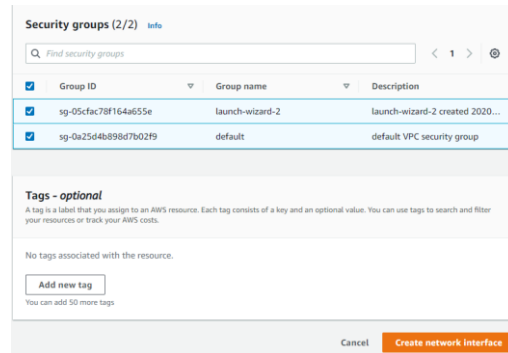 Security groups (2/2) Info
Find security groups
1
Group ID Group name Description
sg-05cfac78f164a655e launch-wizard-2 launch-wizard-2 created 2020...
sg-0a25d4b898d7b02f9 default default VPC security group
Tags - optional
A tag is a label that you assign to an AWS resource. Each tag consists of a key and an optional value. You can use tags to search and filter
your resources or track your AWS costs.
No tags associated with the resource.
Add new tag
You can add 50 more tags
Cancel Create network interface